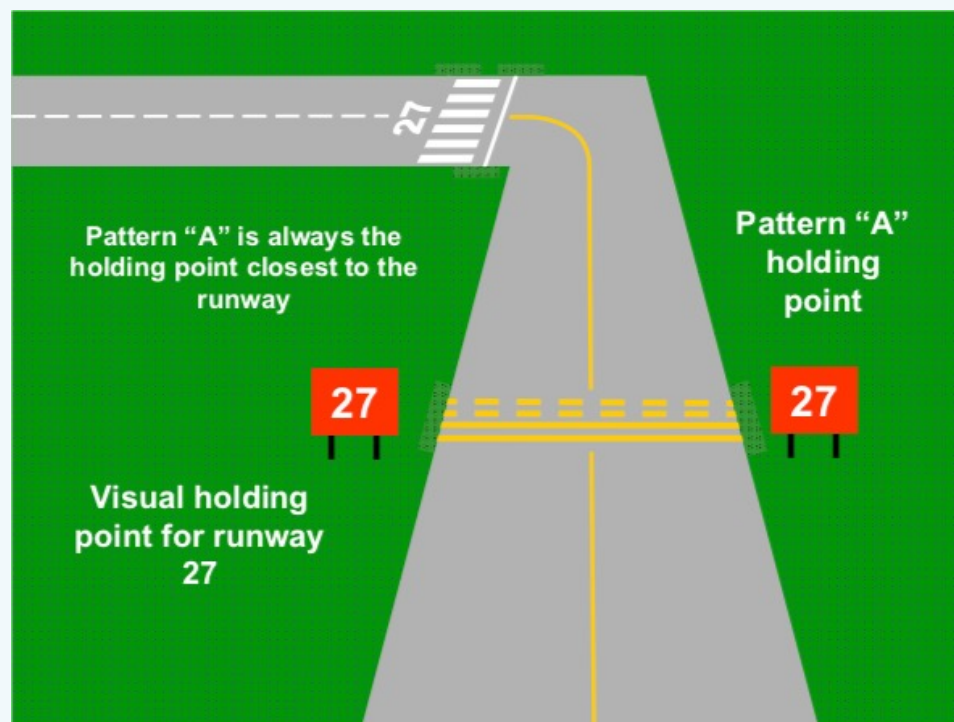 27
Pattern “A” is always the
holding point closest to the
runway
Pattern “A”
holding
point
27
27
Visual holding
point for runway
27